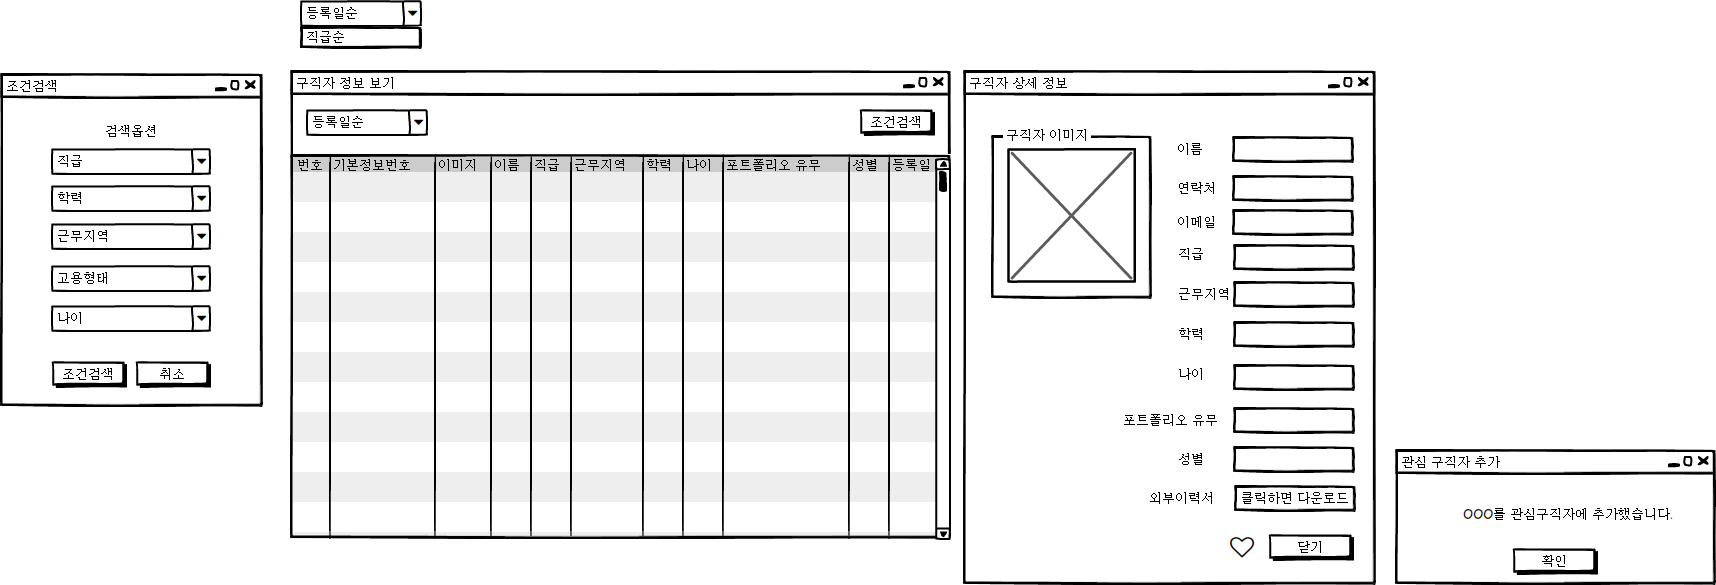 등록일순
직급순
조건검색
검색옵션
직급
학력
근무지역
고용형태
나이
조건검색 취소
구직자 정보 보기
등록일순 조건검색
번호 기본정보번호 이미지 이름 직급 근무지역 학력 나이 포트폴리오 유무 성별 등록일
구직자 상세 정보
구직자 이미지
이름
연락처
이메일
직급
근무지역
학력
나이
포트폴리오 유무
성별
외부이력서 클릭하면 다운로드
닫기
관심 구직자 추가
OOO를 관심구직자에 추가했습니다.
확인